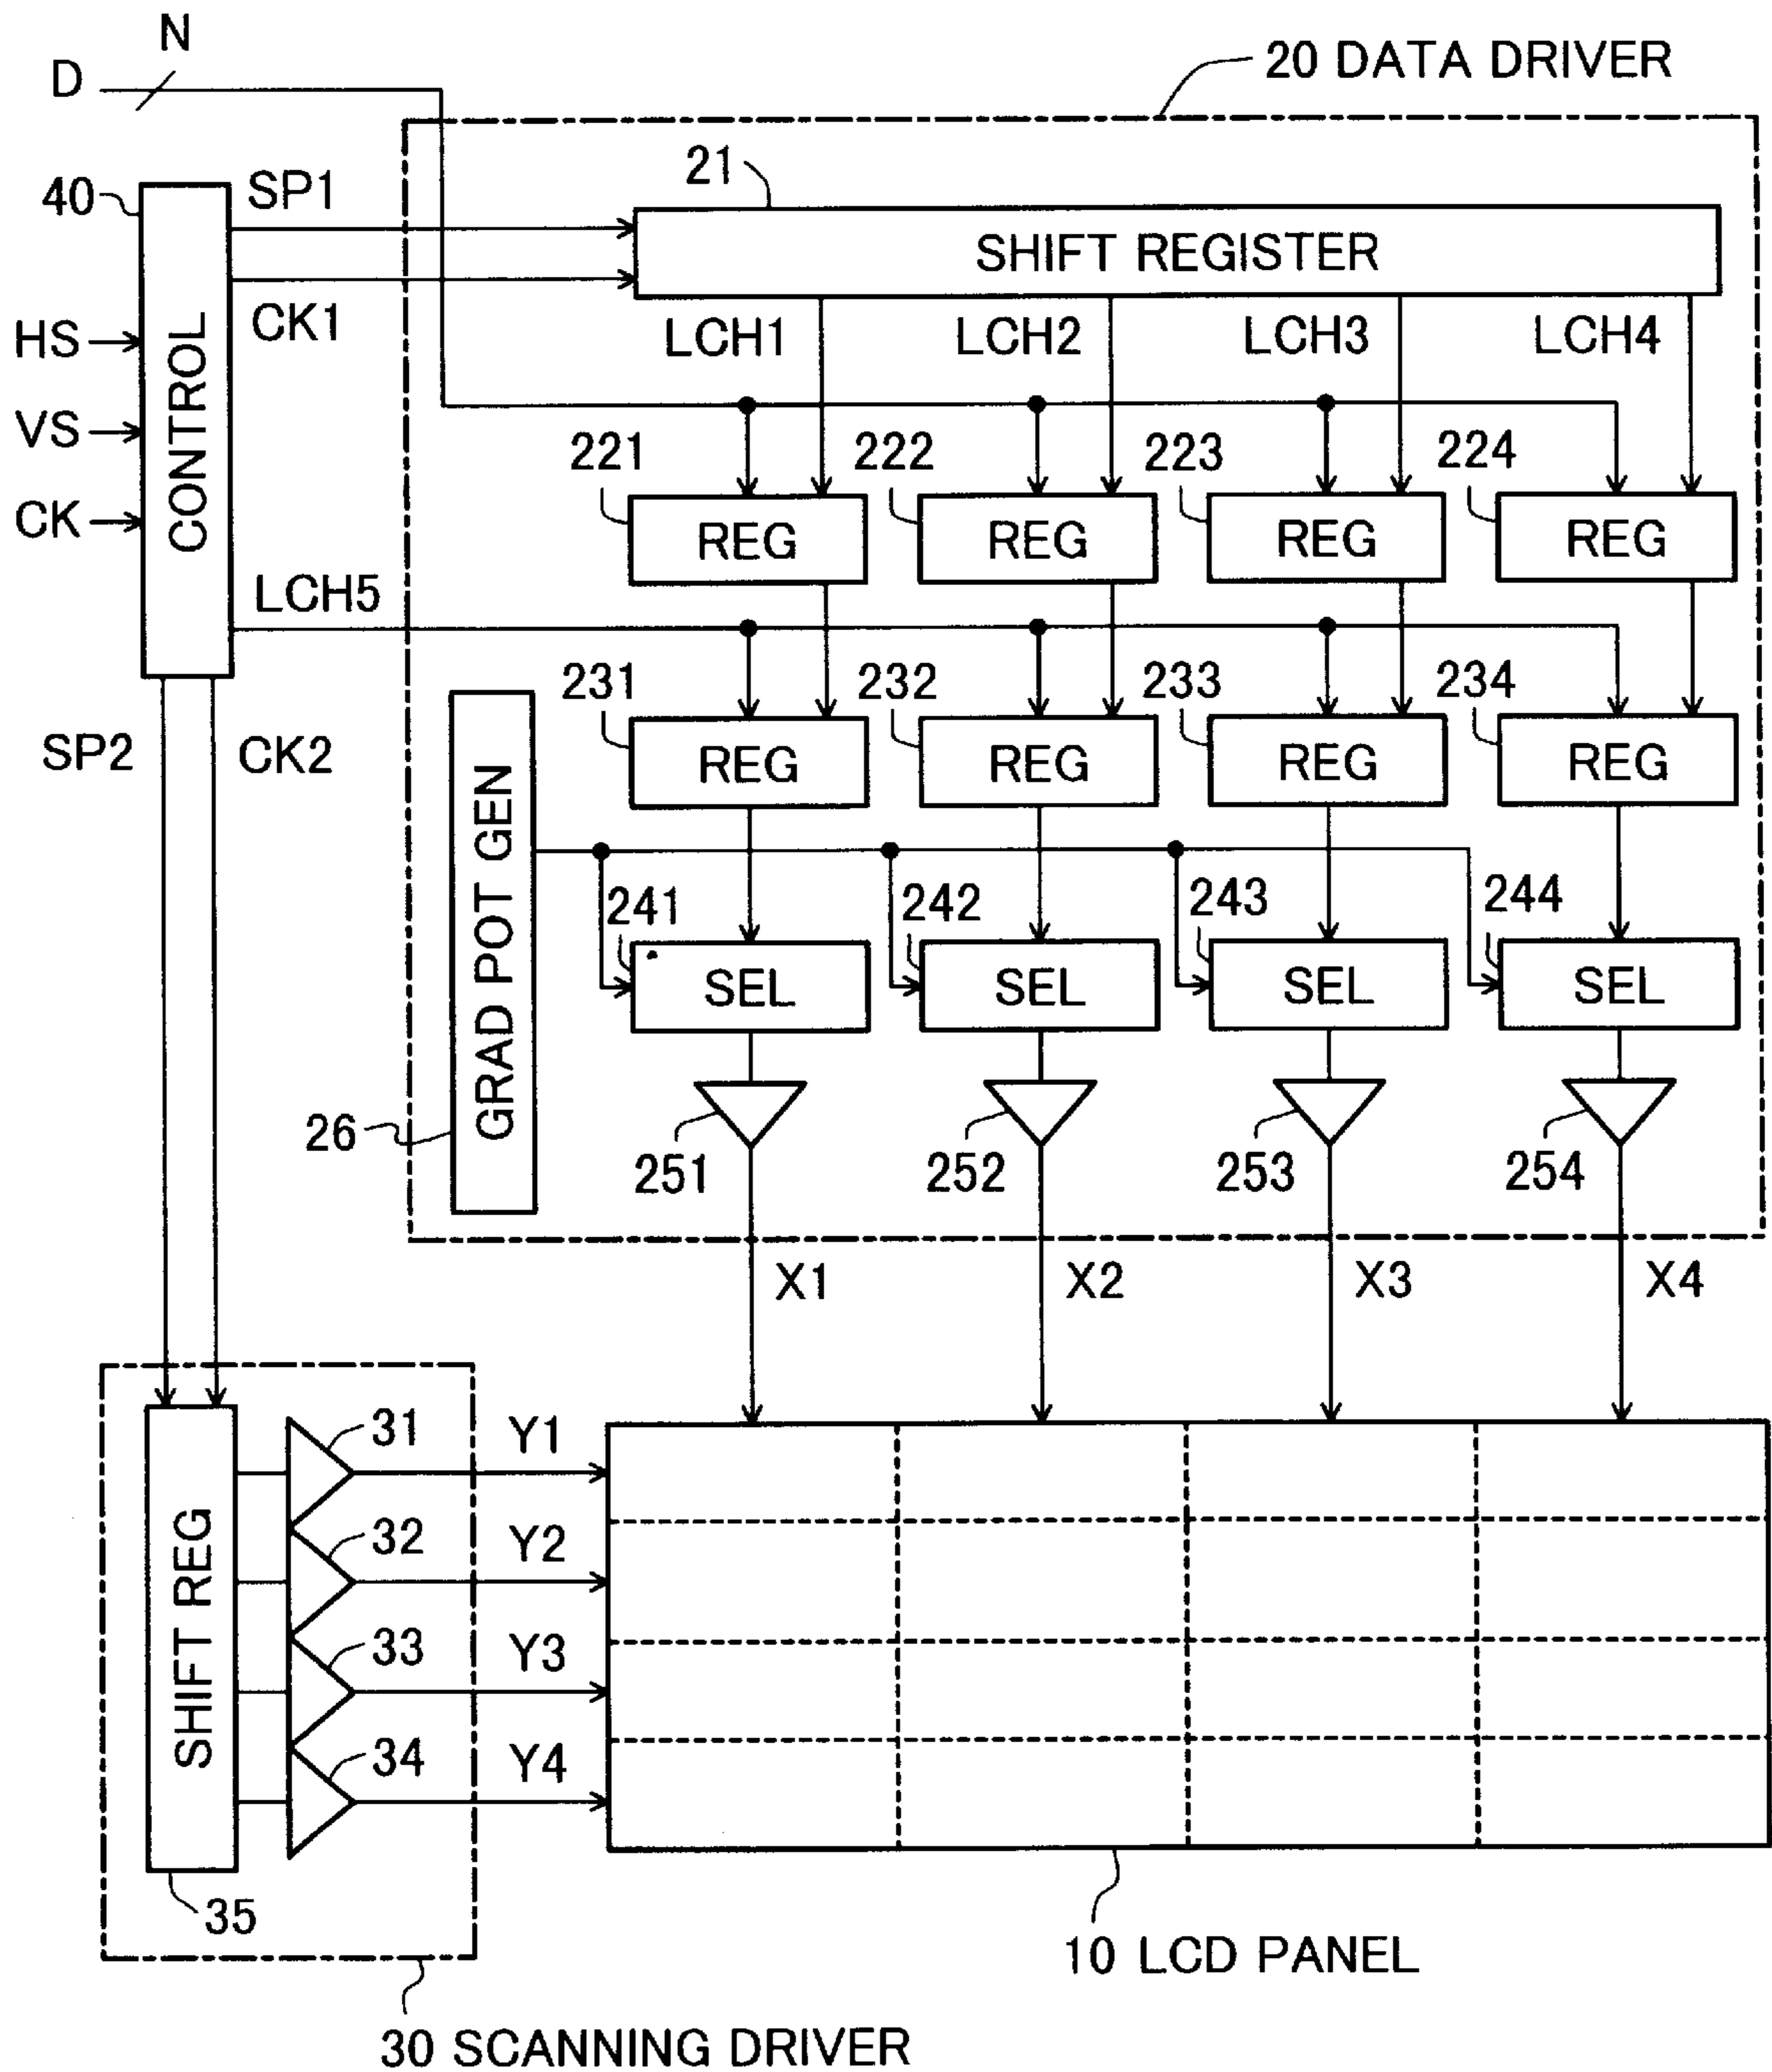 N
D
20 DATA DRIVER
21
40
SP1
SHIFT REGISTER
CK1
LCH1
LCH2
LCH3
LCH4
HS
VS
CK
CONTROL
221
222
223
224
REG
REG
REG
REG
LCH5
231
232
233
234
SP2
CK2
REG
REG
REG
REG
GRAD POT GEN
241
242
243
244
SEL
SEL
SEL
SEL
26
251
252
253
254
X1
X2
X3
X4
31
Y1
32
Y2
33
Y3
34
Y4
SHIFT REG
35
10 LCD PANEL
30 SCANNING DRIVER